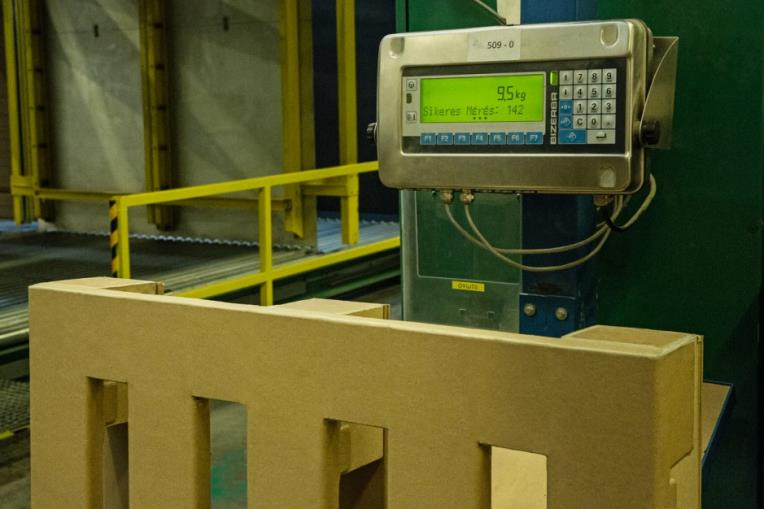 509 - 0
9,5 kg
Sikeres Mérés: 142
BIZERBA
F1 F2 F3 F4 F5 F6 F7
7 8 9
4 5 6
1 2 3
C 0 .